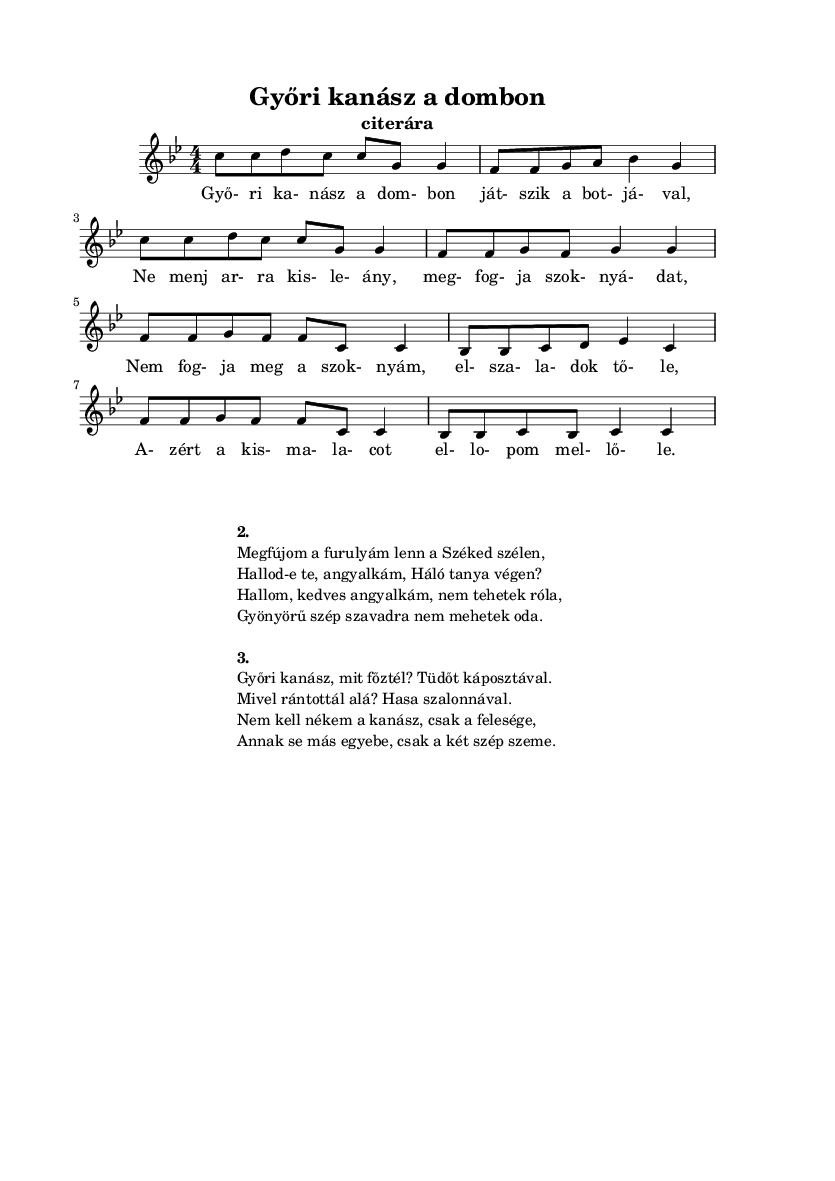 Győri kanász a dombon
citerára
4
4
Győ- ri ka- nász a dom- bon ját- szik a bot- já- val,
3
Ne menj ar- ra kis- le- ány, meg- fog- ja szok- nyá- dat,
5
Nem fog- ja meg a szok- nyám, el- sza- la- dok tő- le,
7
A- zért a kis- ma- la- cot el- lo- pom mel- lő- le.
2.
Megfújom a furulyám lenn a Széked szélen,
Hallod-e te, angyalkám, Háló tanya végen?
Hallom, kedves angyalkám, nem tehetek róla,
Gyönyörű szép szavadra nem mehetek oda.
3.
Győri kanász, mit főztél? Tüdőt káposztával.
Mivel rántottál alá? Hasa szalonnával.
Nem kell nékem a kanász, csak a felesége,
Annak se más egyebe, csak a két szép szeme.